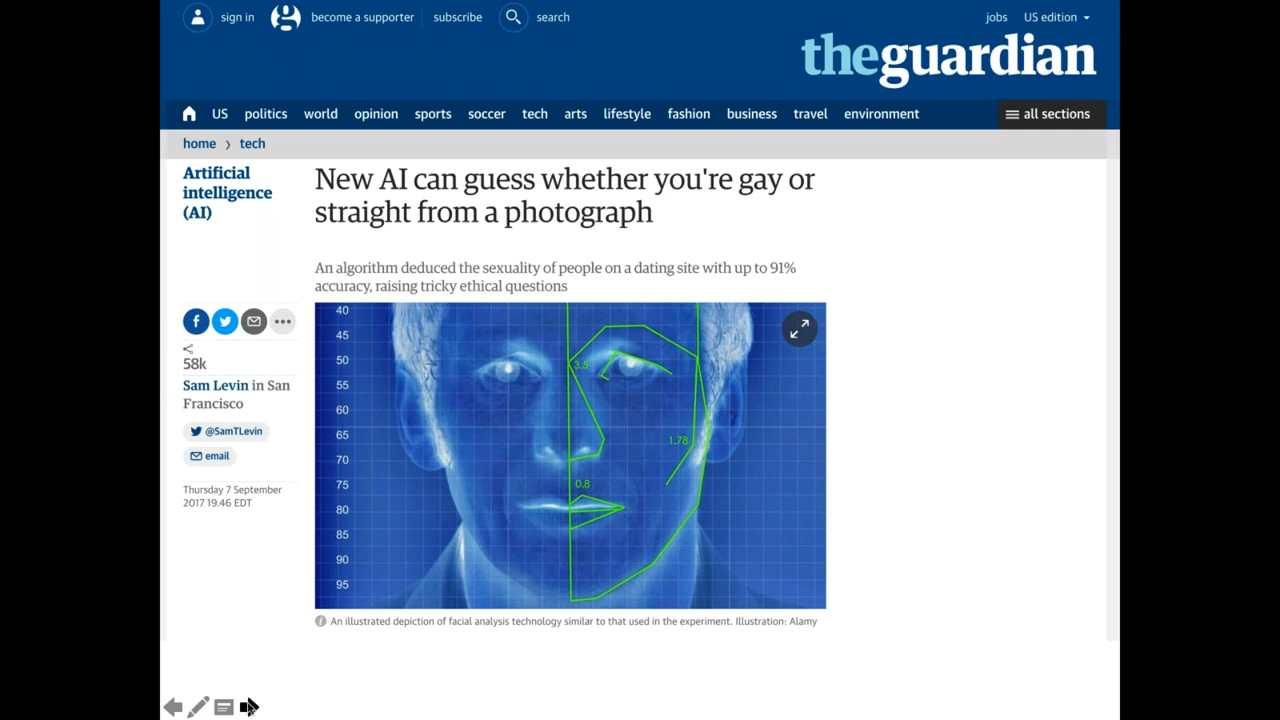 sign in
become a supporter
subscribe
search
jobs
US edition
theguardian
US politics world opinion sports soccer tech arts lifestyle fashion business travel environment
all sections
home › tech
Artificial
intelligence
(AI)
New AI can guess whether you're gay or
straight from a photograph
An algorithm deduced the sexuality of people on a dating site with up to 91%
accuracy, raising tricky ethical questions
58k
Sam Levin in San
Francisco
@SamTLevin
email
Thursday 7 September
2017 19.46 EDT
40
45
50
55
60
65
70
75
80
85
90
95
3.5
1.78
0.8
An illustrated depiction of facial analysis technology similar to that used in the experiment. Illustration: Alamy